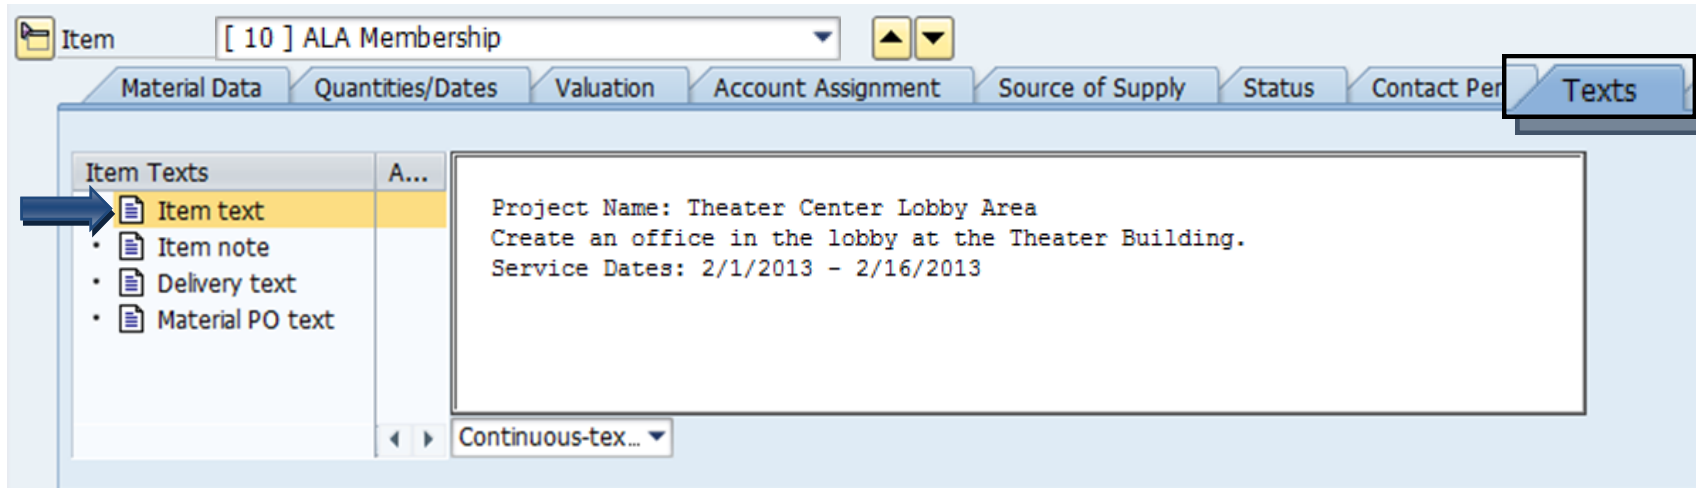 Item [ 10 ] ALA Membership
Material Data Quantities/Dates Valuation Account Assignment Source of Supply Status Contact Per Texts
Item Texts A...
Item text
Item note
Delivery text
Material PO text
Project Name: Theater Center Lobby Area
Create an office in the lobby at the Theater Building.
Service Dates: 2/1/2013 - 2/16/2013
Continuous-tex...